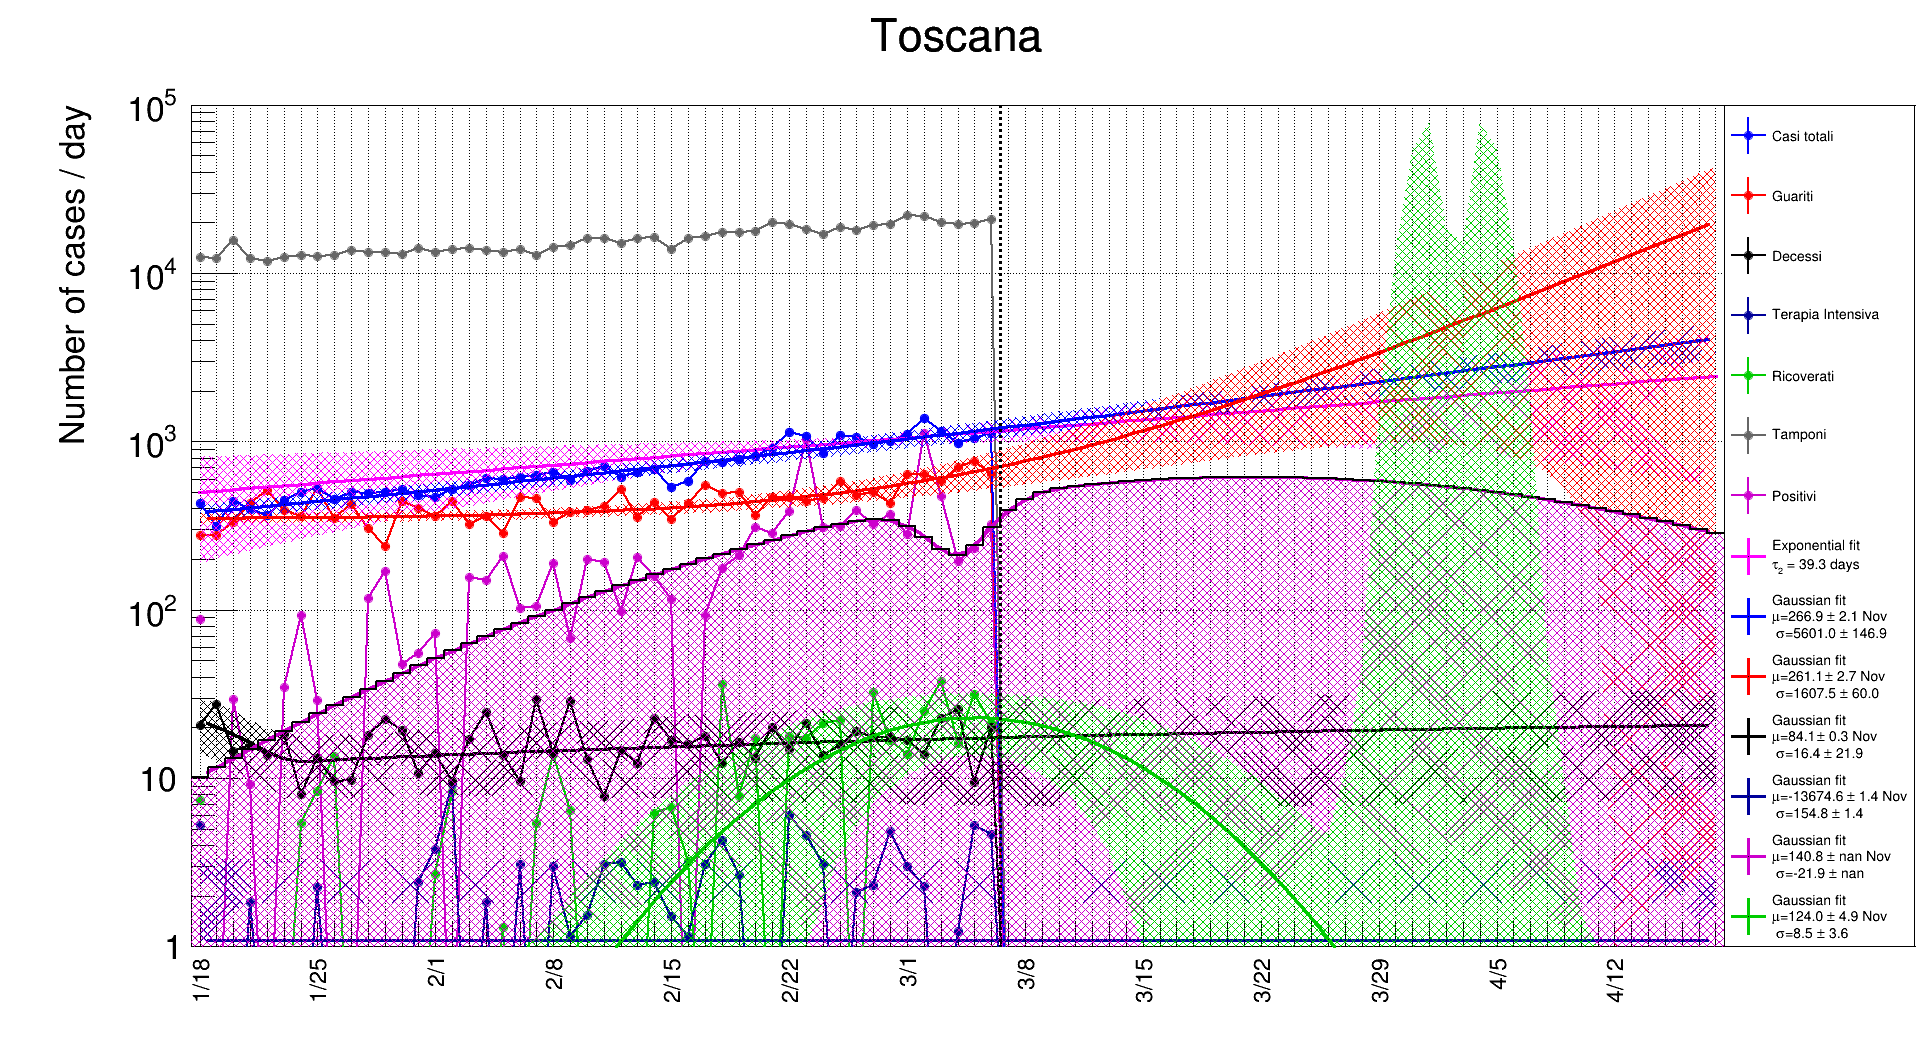 Toscana
Number of cases / day
10^5
10^4
10^3
10^2
10
1
1/18
1/25
2/1
2/8
2/15
2/22
3/1
3/8
3/15
3/22
3/29
4/5
4/12
Casi totali
Guariti
Decessi
Terapia Intensiva
Ricoverati
Tamponi
Positivi
Exponential fit
τ₂ = 39.3 days
Gaussian fit
μ=266.9 ± 2.1 Nov
σ=5601.0 ± 146.9
Gaussian fit
μ=261.1 ± 2.7 Nov
σ=1607.5 ± 60.0
Gaussian fit
μ=84.1 ± 0.3 Nov
σ=16.4 ± 21.9
Gaussian fit
μ=-13674.6 ± 1.4 Nov
σ=154.8 ± 1.4
Gaussian fit
μ=140.8 ± nan Nov
σ=-21.9 ± nan
Gaussian fit
μ=124.0 ± 4.9 Nov
σ=8.5 ± 3.6